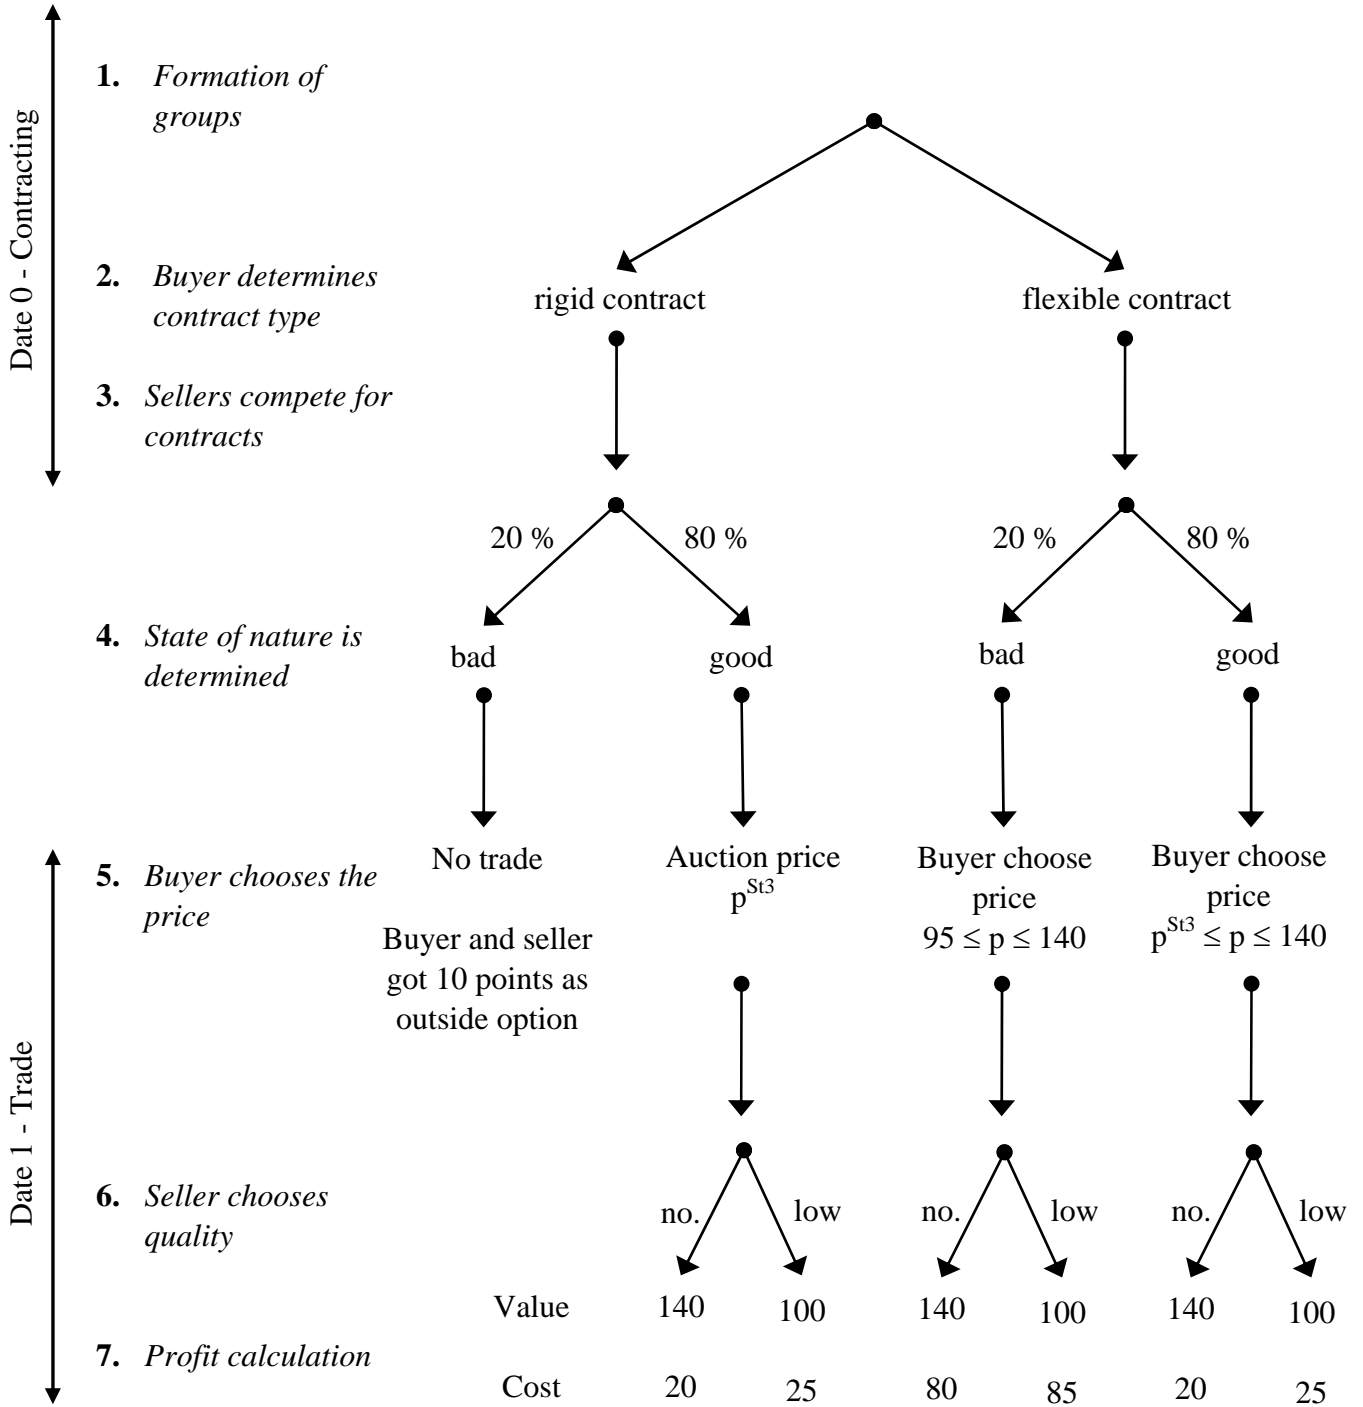 Date 0 - Contracting
1. Formation of
groups
2. Buyer determines
contract type
rigid contract
flexible contract
3. Sellers compete for
contracts
20 %
80 %
20 %
80 %
4. State of nature is
determined
bad
good
bad
good
Date 1 - Trade
5. Buyer chooses the
price
No trade
Buyer and seller
got 10 points as
outside option
Auction price
p^St3
Buyer choose
price
95 ≤ p ≤ 140
Buyer choose
price
p^St3 ≤ p ≤ 140
6. Seller chooses
quality
no.
low
no.
low
no.
low
Value 140 100 140 100 140 100
7. Profit calculation
Cost 20 25 80 85 20 25